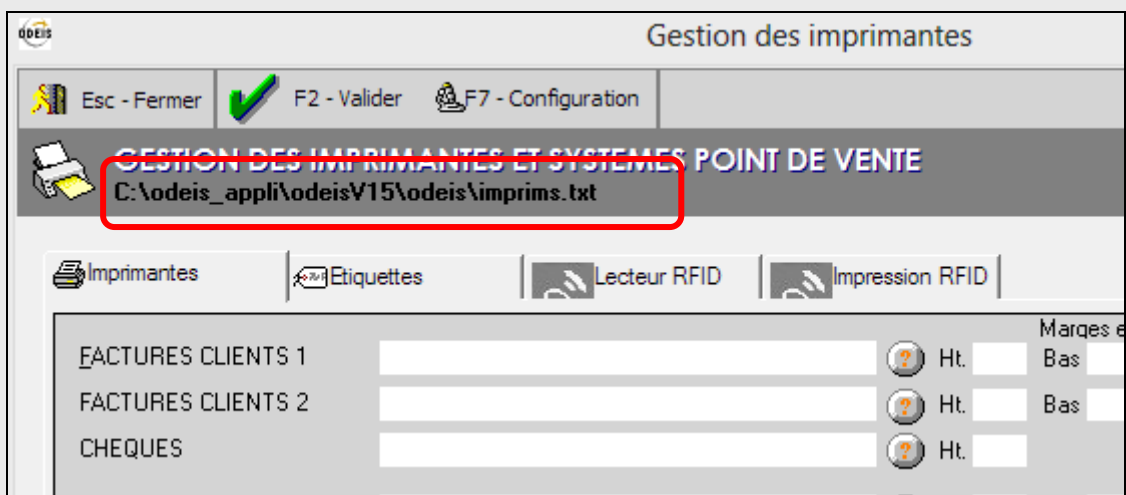 ODEIS
Gestion des imprimantes
Esc - Fermer
F2 - Valider
F7 - Configuration
GESTION DES IMPRIMANTES ET SYSTEMES POINT DE VENTE
C:\odeis_appli\odeisV15\odeis\imprims.txt
Imprimantes
Etiquettes
Lecteur RFID
Impression RFID
Marges e
FACTURES CLIENTS 1
?
Ht.
Bas
FACTURES CLIENTS 2
?
Ht.
Bas
CHEQUES
?
Ht.